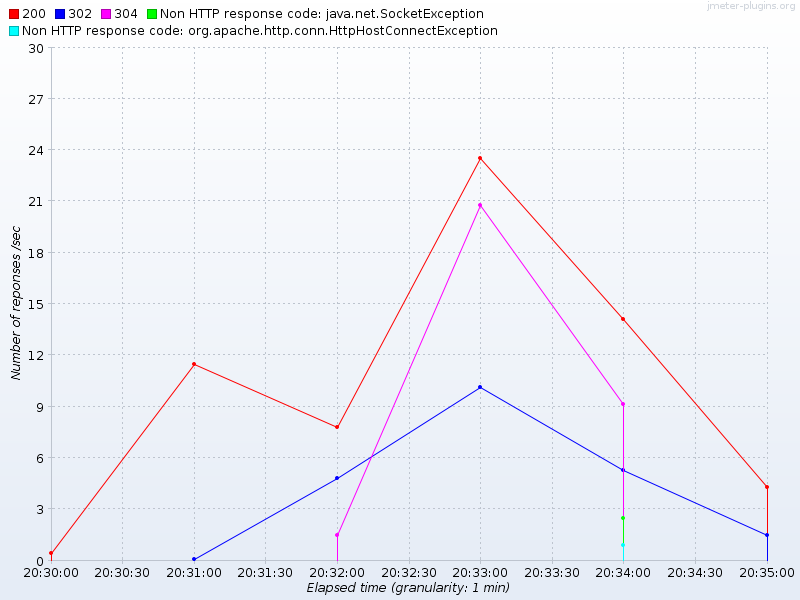 jmeter-plugins.org
200 302 304 Non HTTP response code: java.net.SocketException
Non HTTP response code: org.apache.http.conn.HttpHostConnectException
30
27
24
21
18
15
12
9
6
3
0
Number of reponses /sec
20:30:00 20:30:30 20:31:00 20:31:30 20:32:00 20:32:30 20:33:00 20:33:30 20:34:00 20:34:30 20:35:00
Elapsed time (granularity: 1 min)